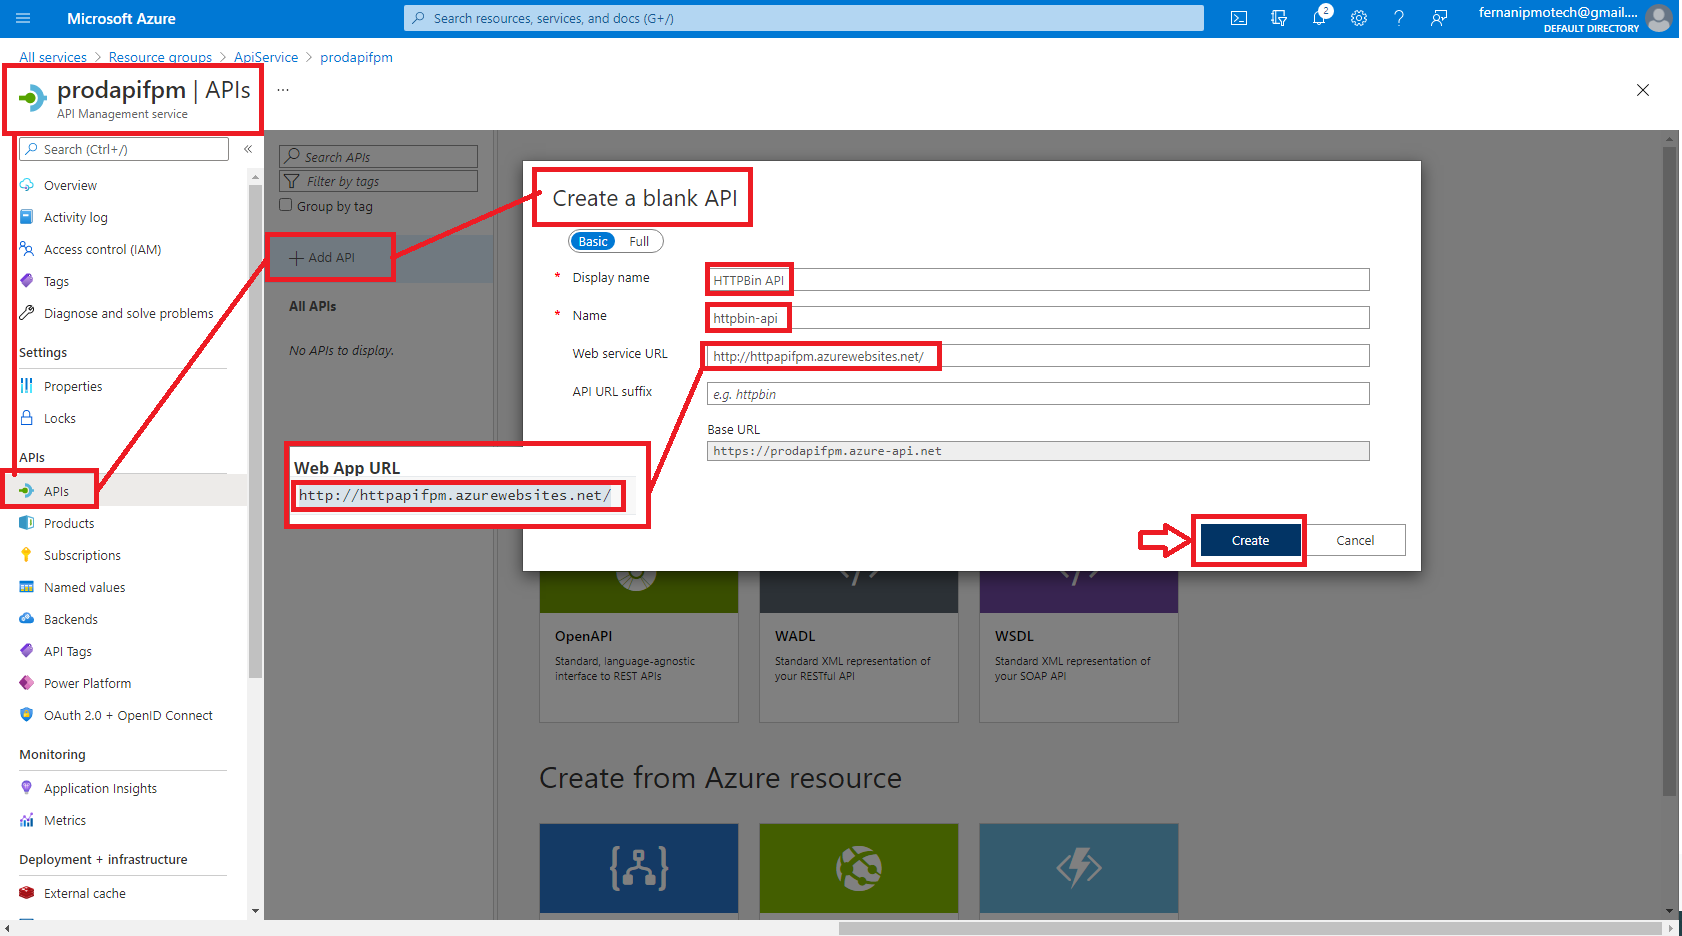 Microsoft Azure
Search resources, services, and docs (G+/)
2
fernanipmotech@gmail....
DEFAULT DIRECTORY
All services > Resource groups > ApiService > prodapifpm
prodapifpm | APIs
...
API Management service
Search (Ctrl+/)
«
Overview
Activity log
Access control (IAM)
Tags
Diagnose and solve problems
Settings
Properties
Locks
APIs
APIs
Products
Subscriptions
Named values
Backends
API Tags
Power Platform
OAuth 2.0 + OpenID Connect
Monitoring
Application Insights
Metrics
Deployment + infrastructure
External cache
Search APIs
Filter by tags
Group by tag
+ Add API
All APIs
No APIs to display.
Web App URL
http://httpapifpm.azurewebsites.net/
Create a blank API
Basic Full
* Display name
HTTPBin API
* Name
httpbin-api
Web service URL
http://httpapifpm.azurewebsites.net/
API URL suffix
e.g. httpbin
Base URL
https://prodapifpm.azure-api.net
Create
Cancel
OpenAPI
Standard, language-agnostic
interface to REST APIs
WADL
Standard XML representation of
your RESTful API
WSDL
Standard XML representation of
your SOAP API
Create from Azure resource